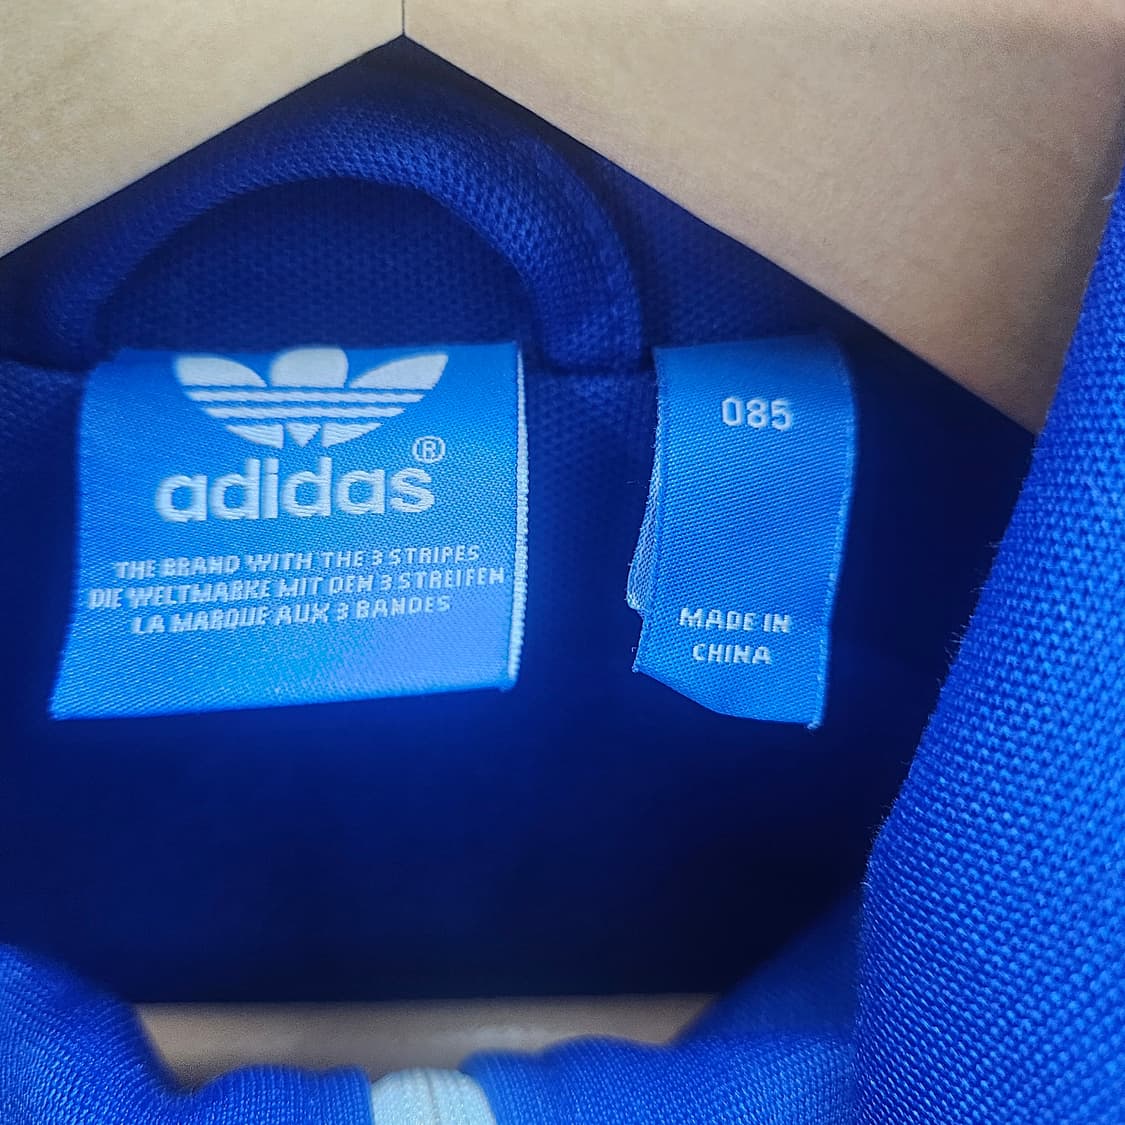 adidas®
THE BRAND WITH THE 3 STRIPES
DIE WELTMARKE MIT DEN 3 STREIFEN
LA MARQUE AUX 3 BANDES
085
MADE IN
CHINA